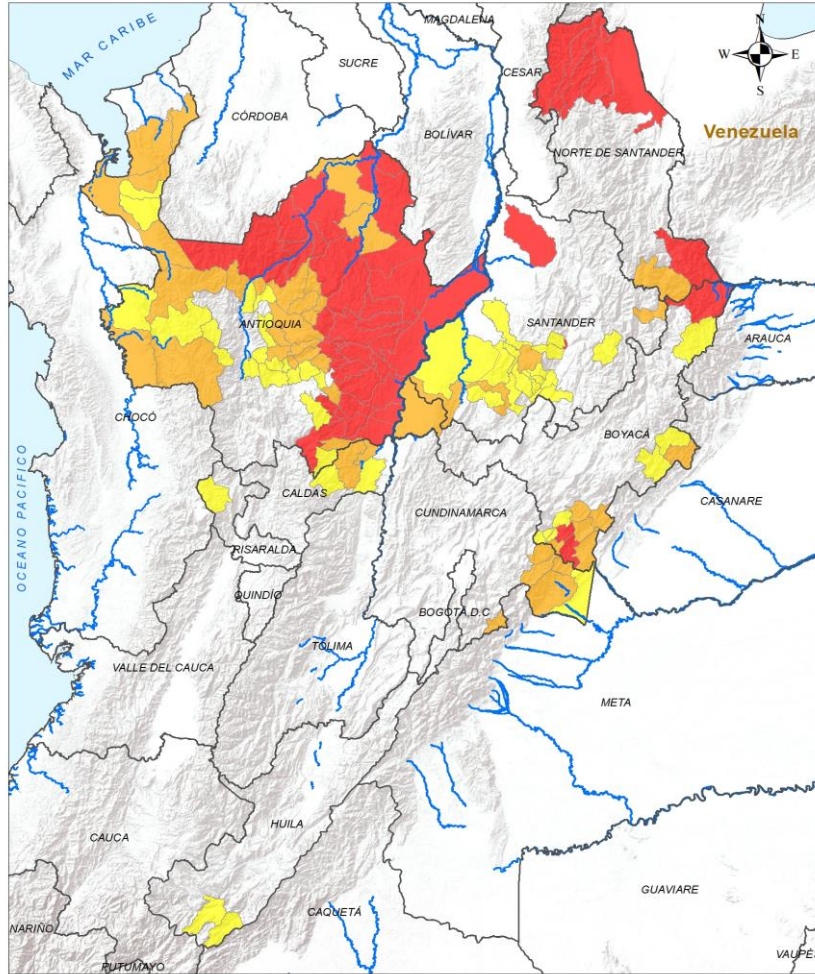 MAGDALENA
N
MAR CARIBE
SUCRE
CESAR
W
E
S
CÓRDOBA
BOLÍVAR
Venezuela
NORTE DE SANTANDER
ANTIOQUIA
SANTANDER
ARAUCA
CHOCÓ
BOYACÁ
CALDAS
CUNDINAMARCA
CASANARE
OCEANO PACIFICO
RISARALDA
QUINDÍO
BOGOTÁ D.C
TOLIMA
VALLE DEL CAUCA
META
HUILA
CAUCA
GUAVIARE
CAQUETÁ
NARIÑO
PUTUMAYO
VAUPÉS